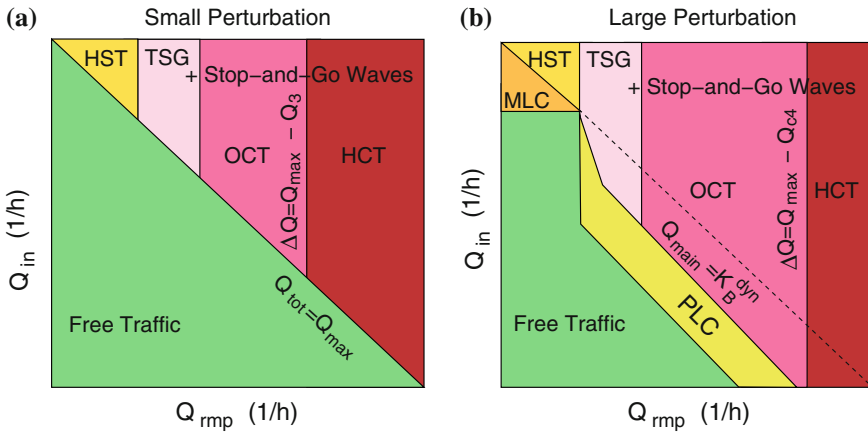 (a) Small Perturbation
HST
TSG
+ Stop-and-Go Waves
OCT
HCT
ΔQ=Q_max − Q_3
Q_tot=Q_max
Free Traffic
Q_in (1/h)
Q_rmp (1/h)
(b) Large Perturbation
HST
TSG
MLC
+ Stop-and-Go Waves
OCT
HCT
ΔQ=Q_max − Q_c4
Q_main=K_B^dyn
PLC
Free Traffic
Q_in (1/h)
Q_rmp (1/h)